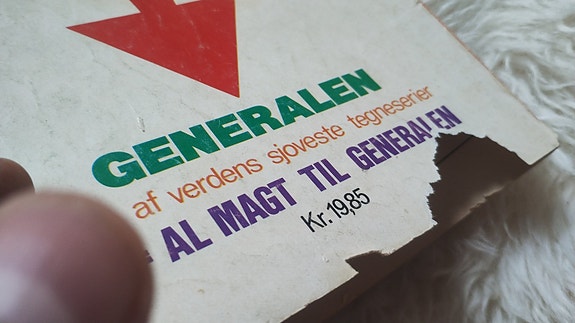 GENERALEN
af verdens sjoveste tegneserier
AL MAGT TIL GENERALEN
Kr. 19,85